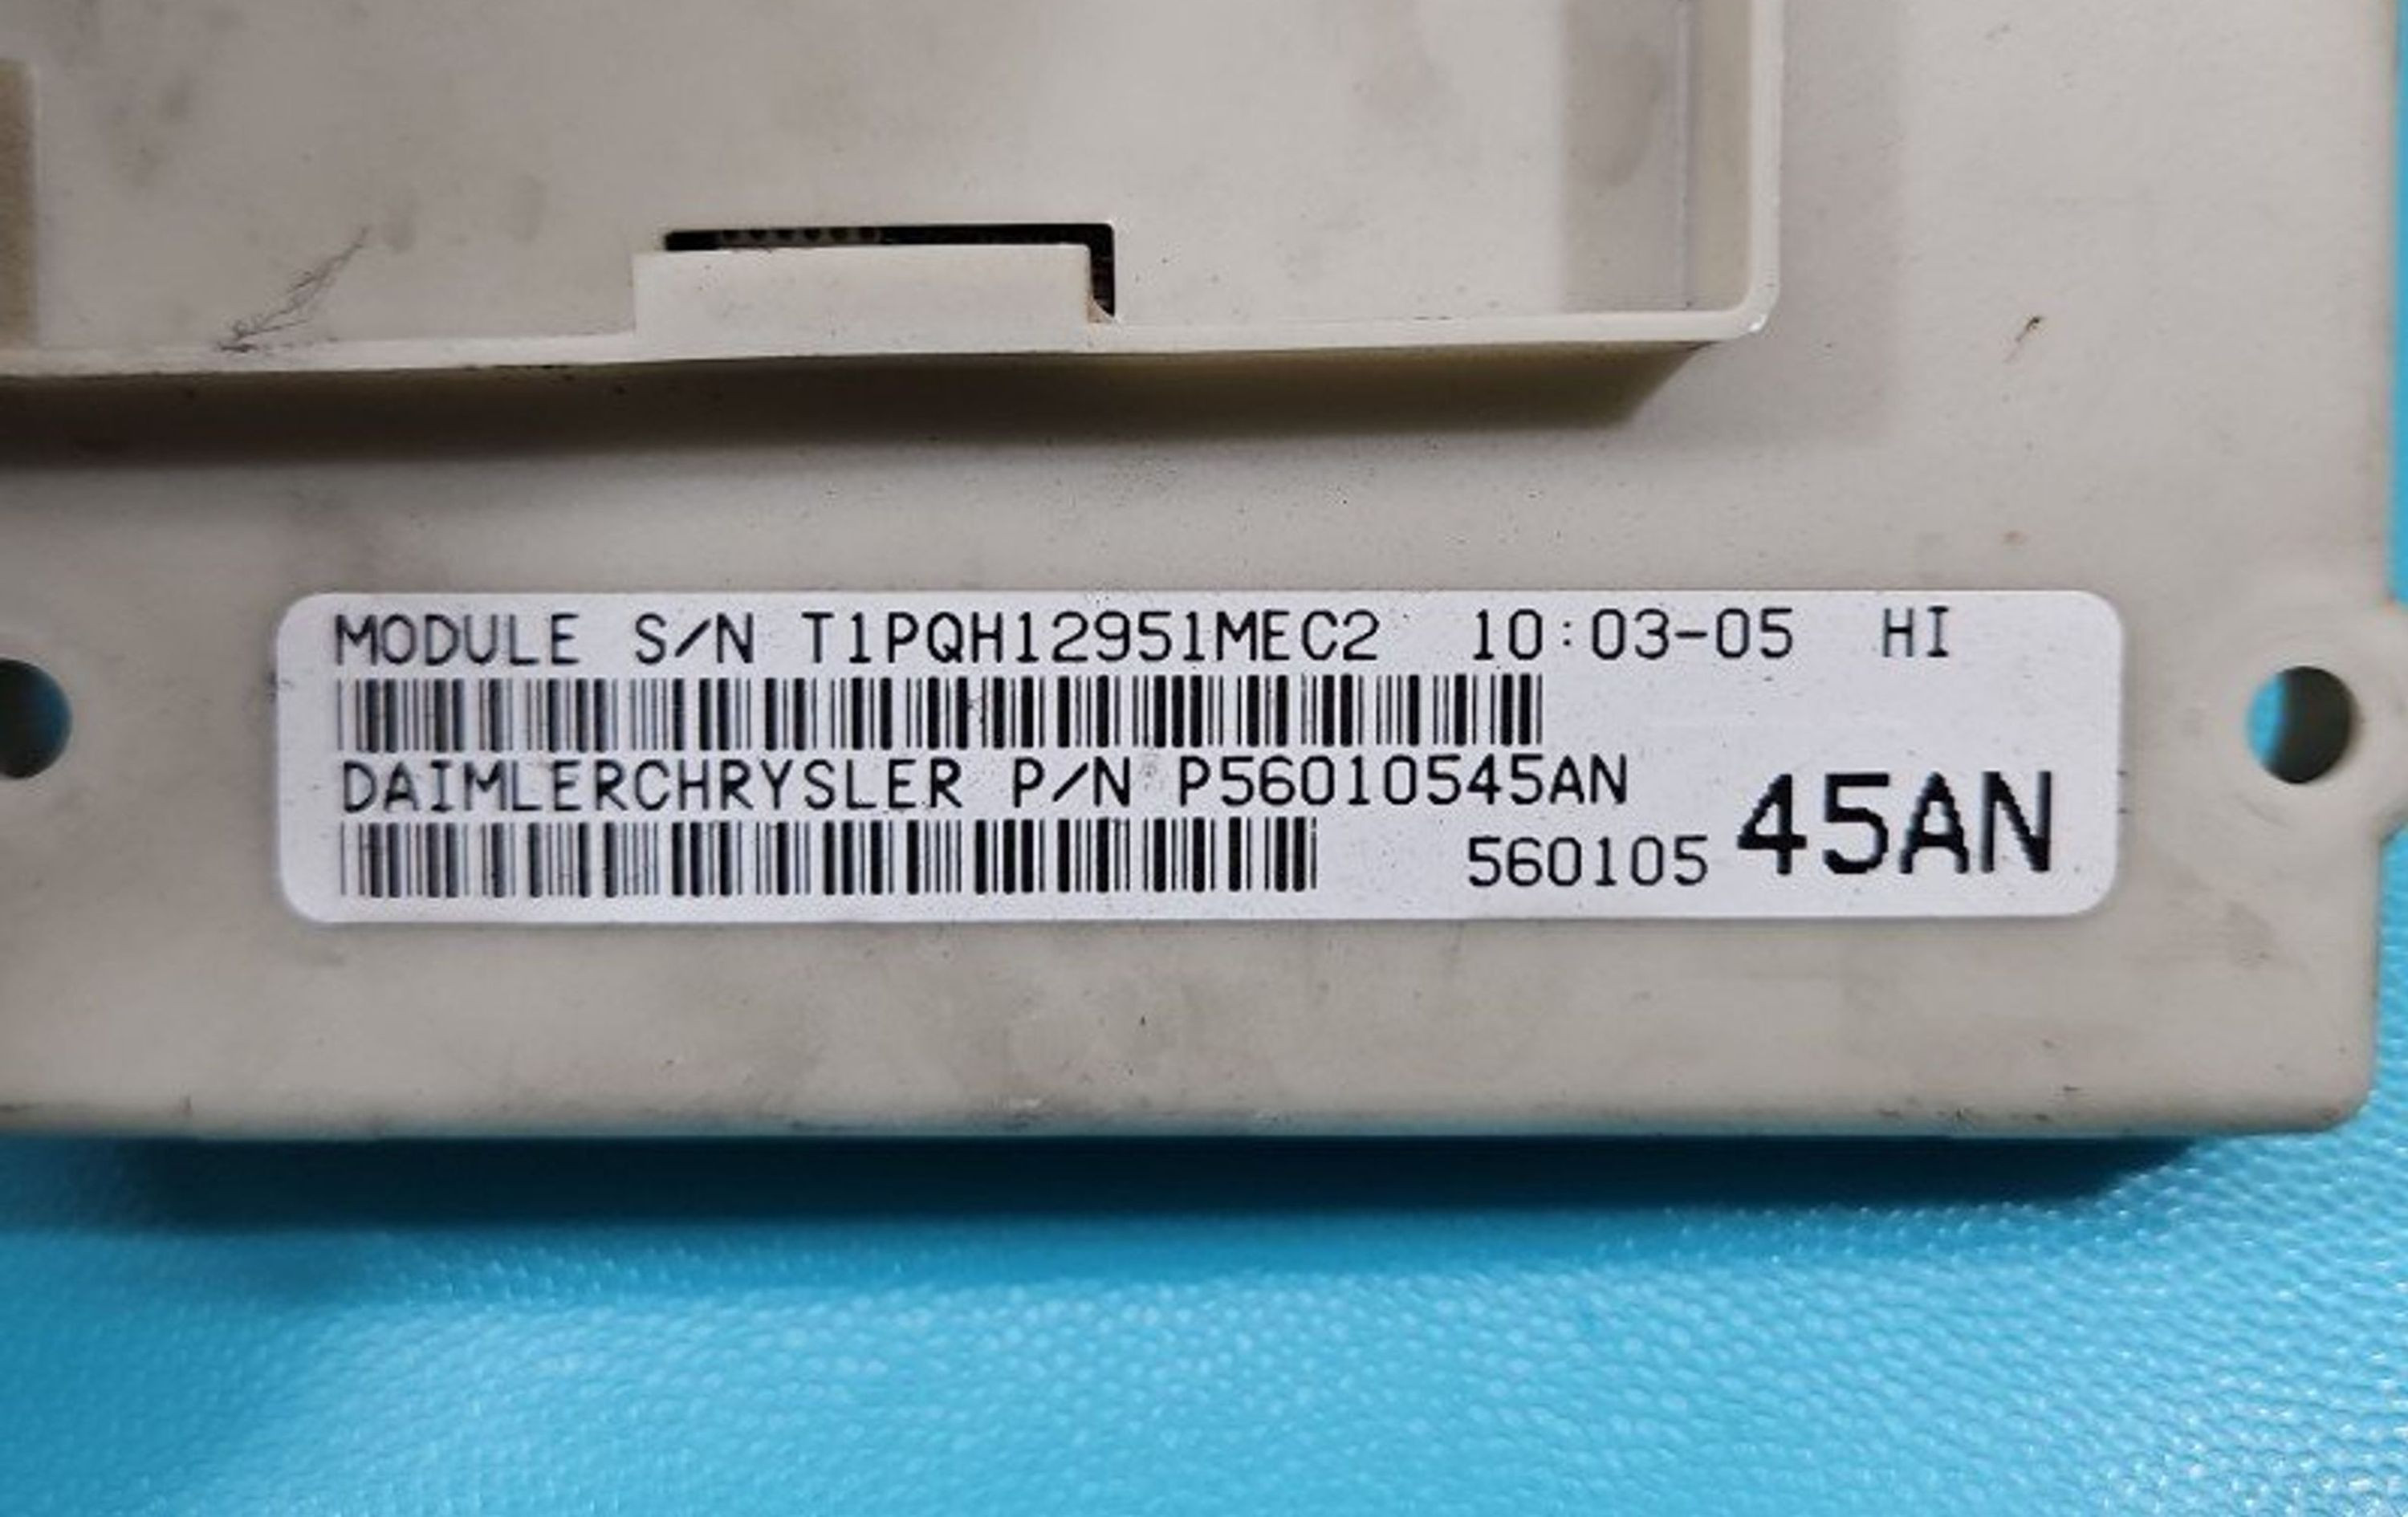 MODULE S/N T1PQH12951MEC2 10:03-05 HI
DAIMLERCHRYSLER P/N P56010545AN
560105 45AN